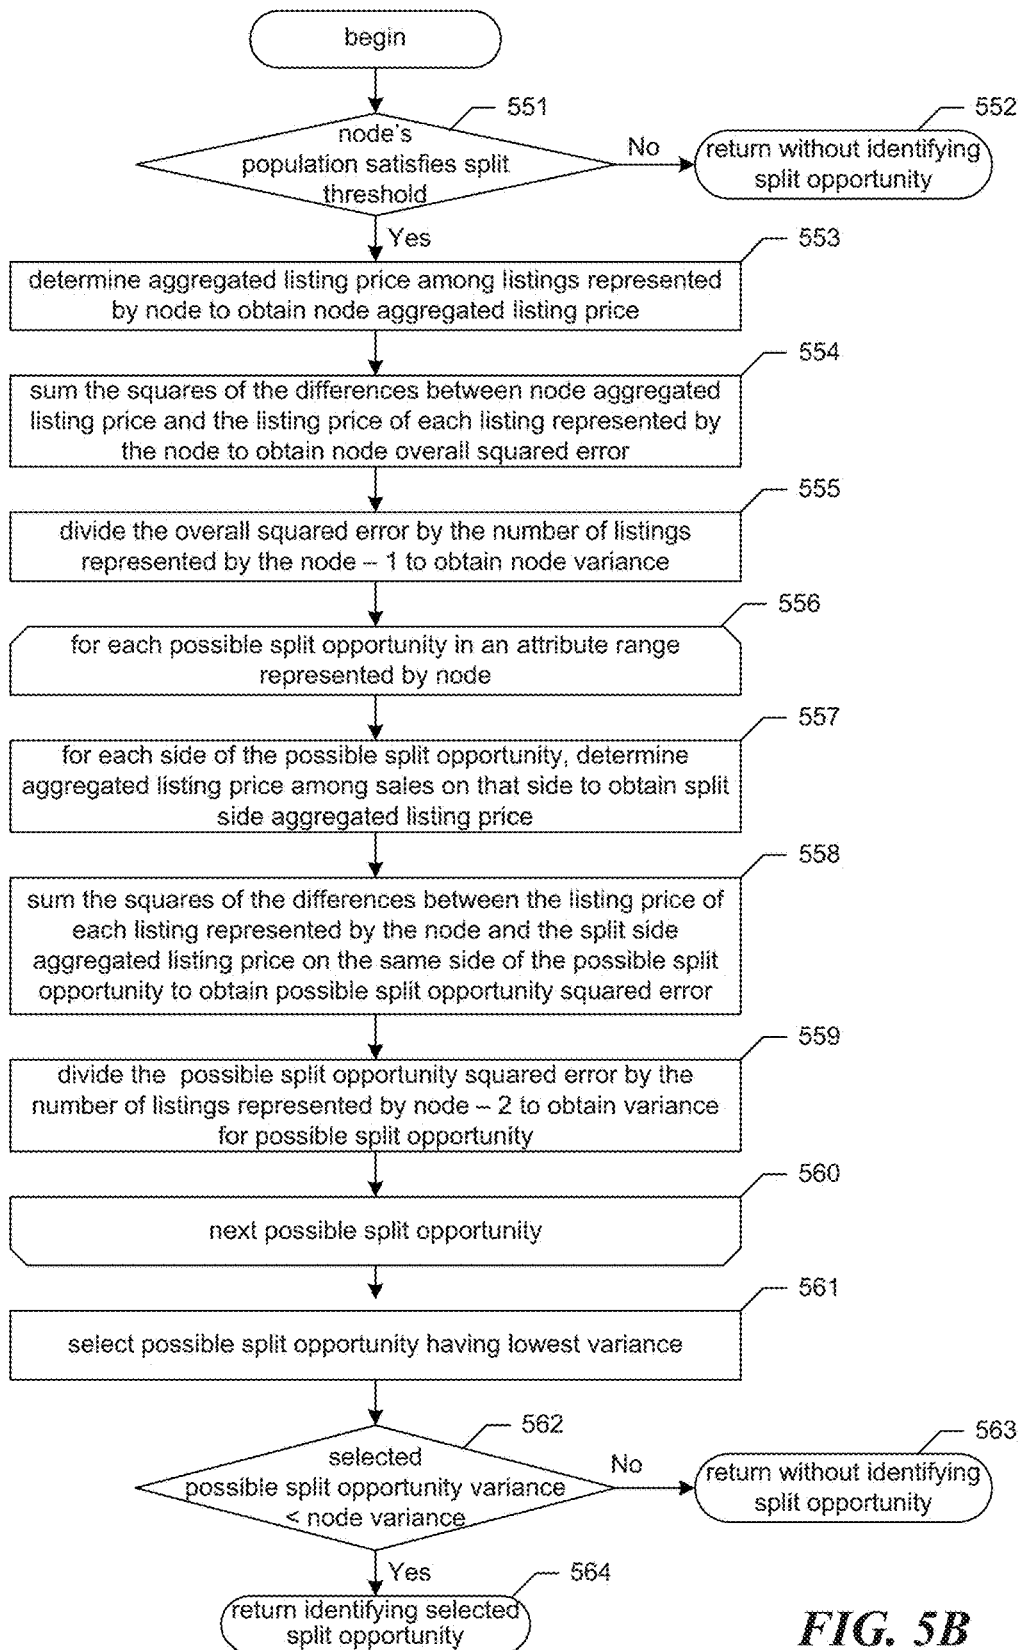 begin
551
node's
population satisfies split
threshold
No
552
return without identifying
split opportunity
Yes
553
determine aggregated listing price among listings represented
by node to obtain node aggregated listing price
554
sum the squares of the differences between node aggregated
listing price and the listing price of each listing represented by
the node to obtain node overall squared error
555
divide the overall squared error by the number of listings
represented by the node – 1 to obtain node variance
556
for each possible split opportunity in an attribute range
represented by node
557
for each side of the possible split opportunity, determine
aggregated listing price among sales on that side to obtain split
side aggregated listing price
558
sum the squares of the differences between the listing price of
each listing represented by the node and the split side
aggregated listing price on the same side of the possible split
opportunity to obtain possible split opportunity squared error
559
divide the possible split opportunity squared error by the
number of listings represented by node – 2 to obtain variance
for possible split opportunity
560
next possible split opportunity
561
select possible split opportunity having lowest variance
562
selected
possible split opportunity variance
< node variance
No
563
return without identifying
split opportunity
Yes
564
return identifying selected
split opportunity
FIG. 5B